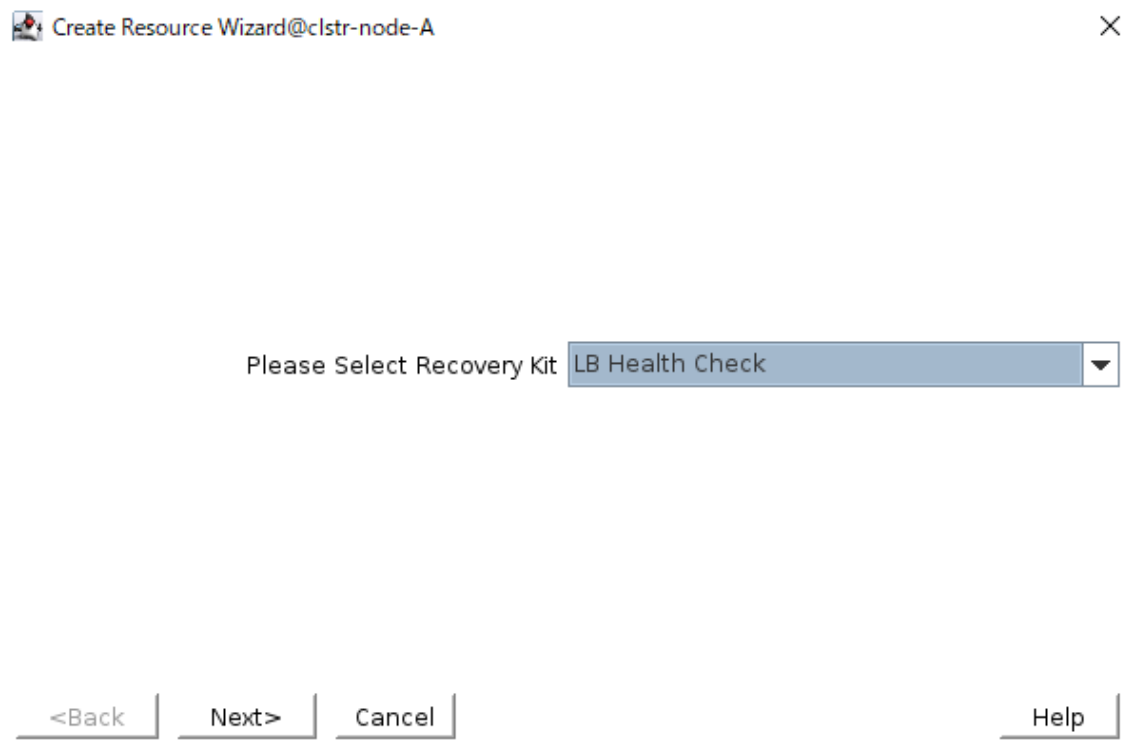 Create Resource Wizard@clstr-node-A
Please Select Recovery Kit LB Health Check
<Back Next> Cancel Help